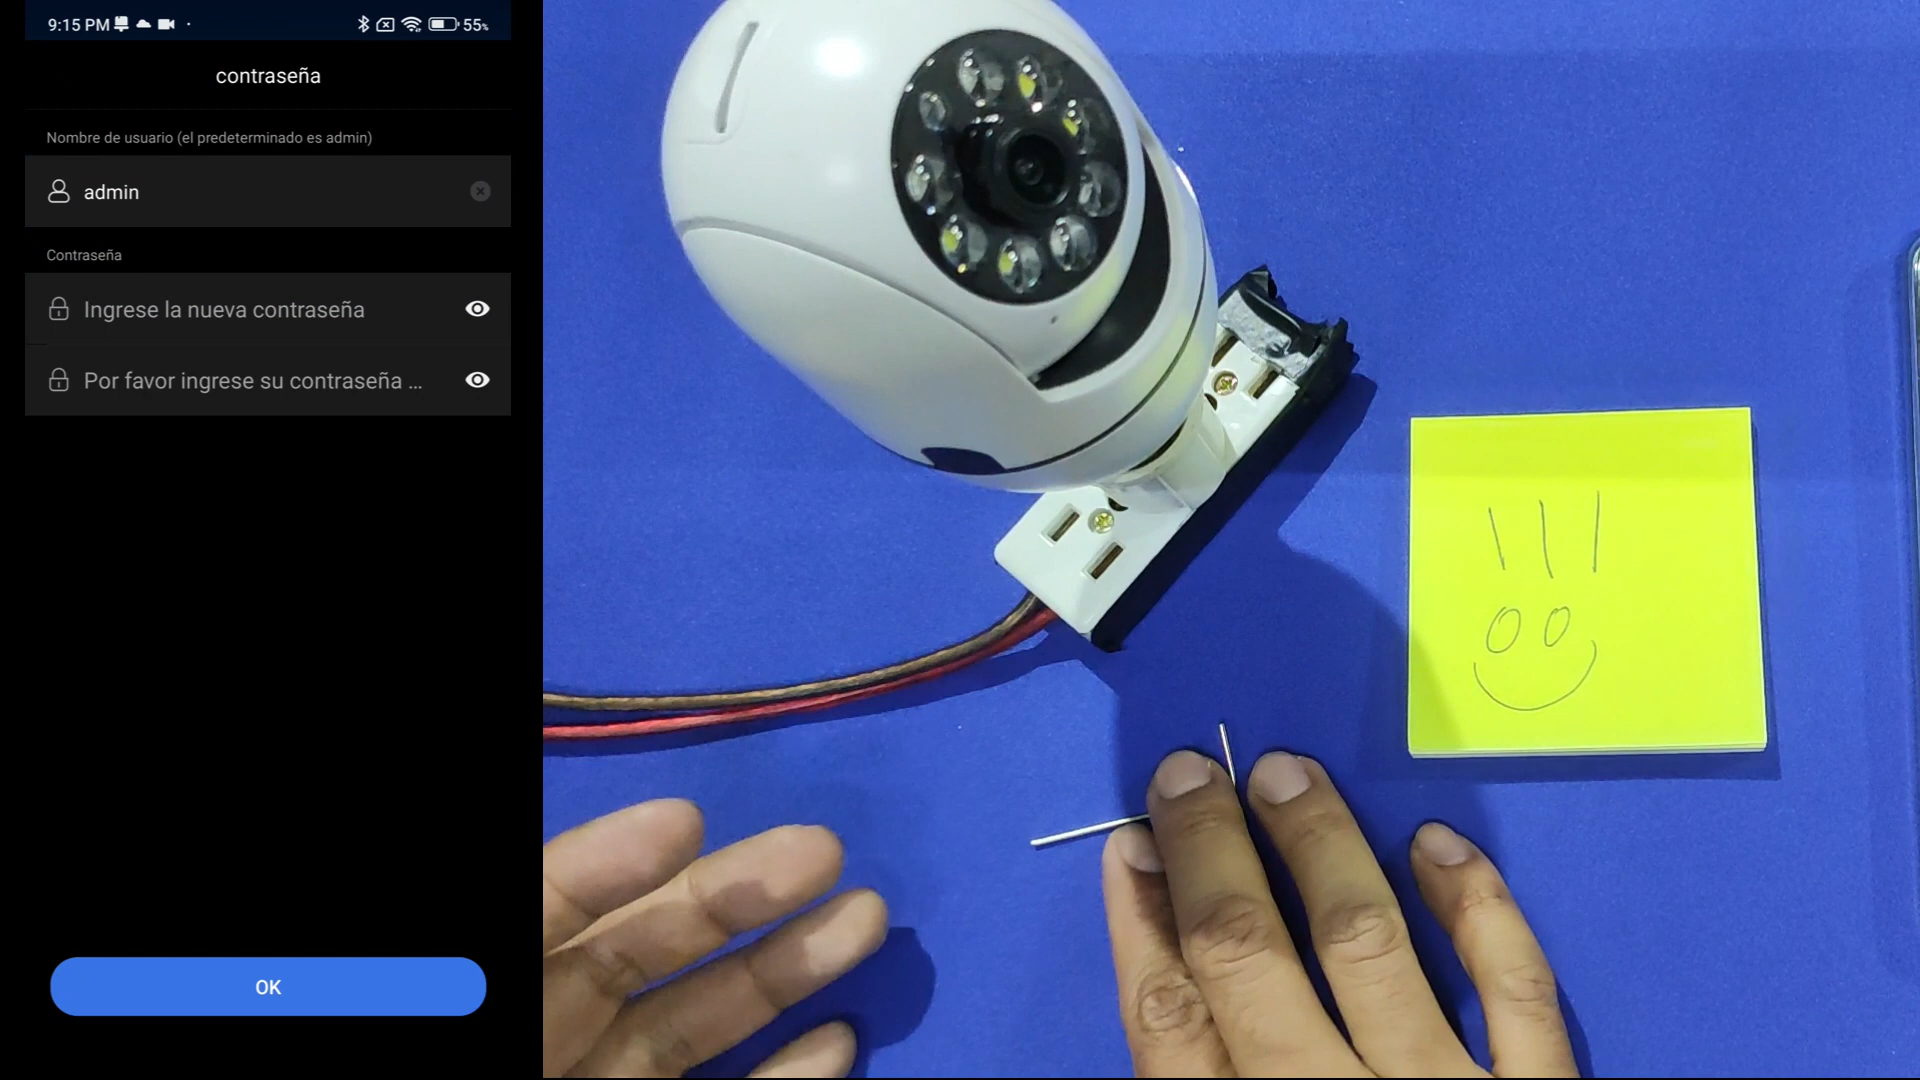 9:15 PM
55%
contraseña
Nombre de usuario (el predeterminado es admin)
admin
Contraseña
Ingrese la nueva contraseña
Por favor ingrese su contraseña ...
OK